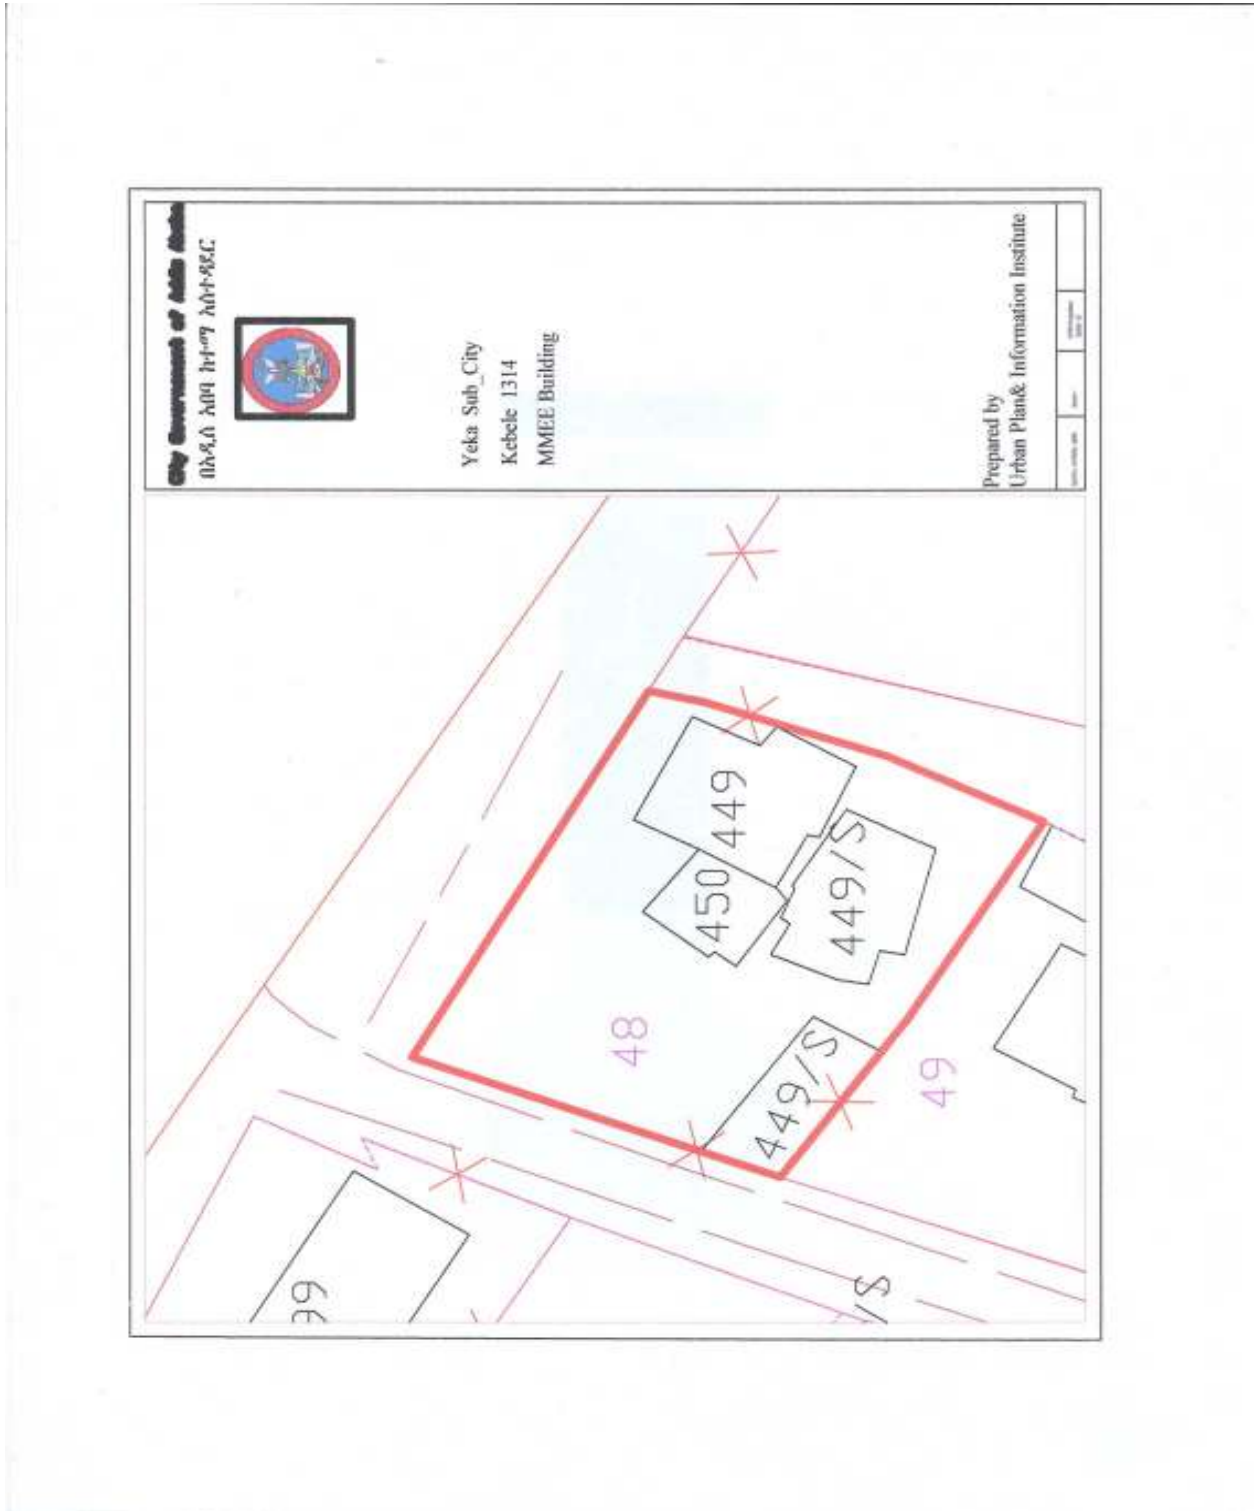 City Government of Addis Ababa
በአዲስ አበባ ከተማ አስተዳደር
Yeka Sub_City
Kebele 1314
MMEE Building
Prepared by
Urban Plan& Information Institute
449
450
449/S
48
449/S
49
99
/S